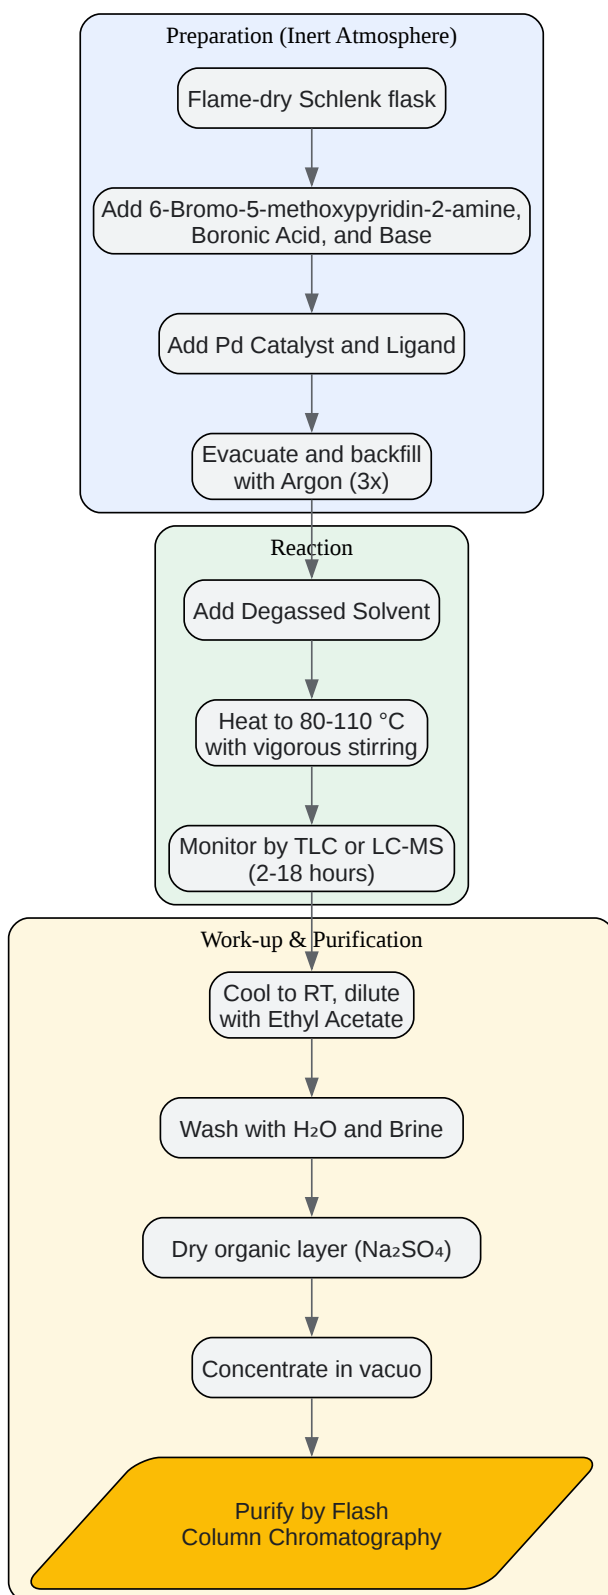 Preparation (Inert Atmosphere)
Flame-dry Schlenk flask
Add 6-Bromo-5-methoxypyridin-2-amine,
Boronic Acid, and Base
Add Pd Catalyst and Ligand
Evacuate and backfill
with Argon (3x)
Reaction
Add Degassed Solvent
Heat to 80-110 °C
with vigorous stirring
Monitor by TLC or LC-MS
(2-18 hours)
Work-up & Purification
Cool to RT, dilute
with Ethyl Acetate
Wash with H₂O and Brine
Dry organic layer (Na₂SO₄)
Concentrate in vacuo
Purify by Flash
Column Chromatography